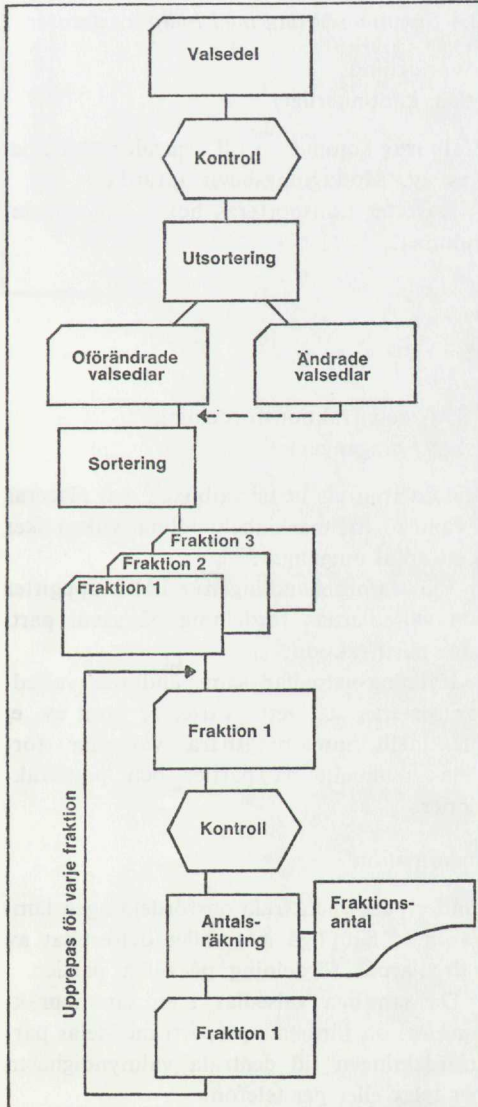 Valsedel
Kontroll
Utsortering
Oförändrade
valsedlar
Ändrade
valsedlar
Sortering
Fraktion 3
Fraktion 2
Fraktion 1
Fraktion 1
Kontroll
Antals-
räkning
Fraktions-
antal
Fraktion 1
Upprepas för varje fraktion